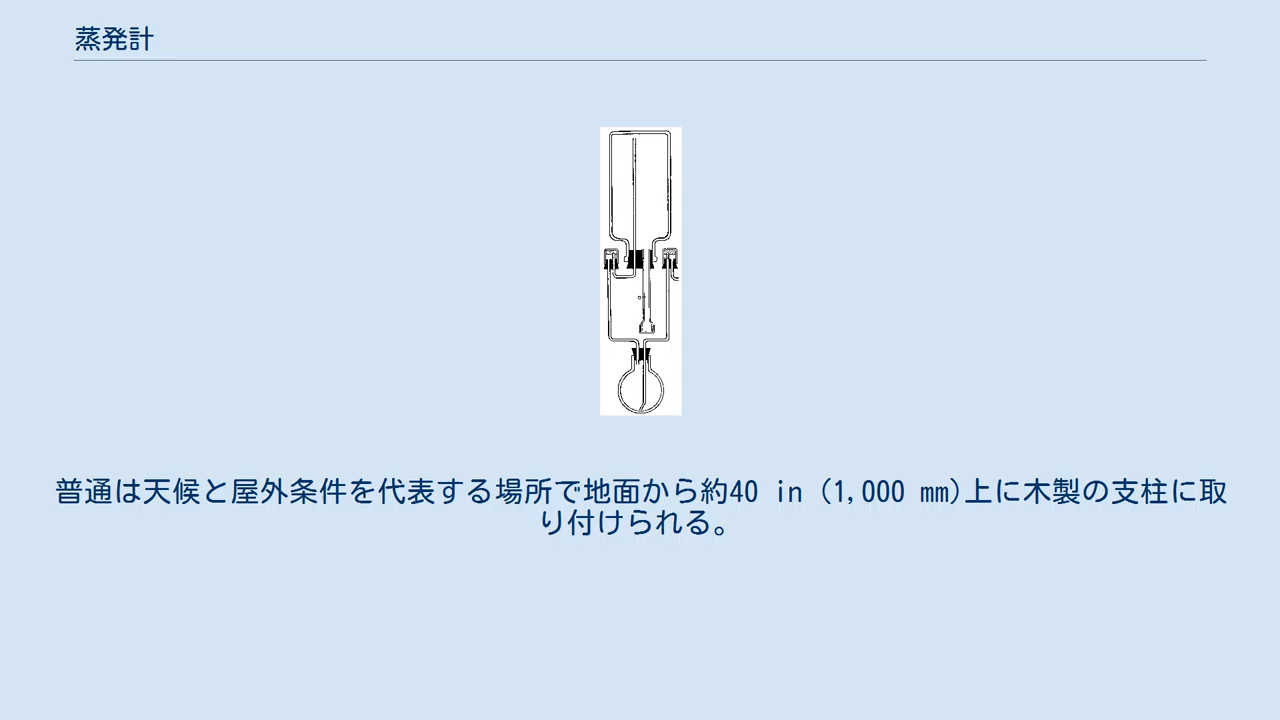 蒸発計
普通は天候と屋外条件を代表する場所で地面から約40 in (1,000 mm)上に木製の支柱に取
り付けられる。